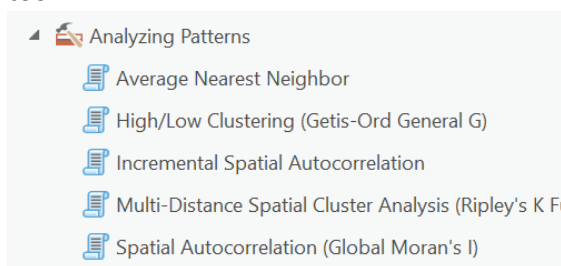 Analyzing Patterns
Average Nearest Neighbor
High/Low Clustering (Getis-Ord General G)
Incremental Spatial Autocorrelation
Multi-Distance Spatial Cluster Analysis (Ripley's K
Spatial Autocorrelation (Global Moran's I)